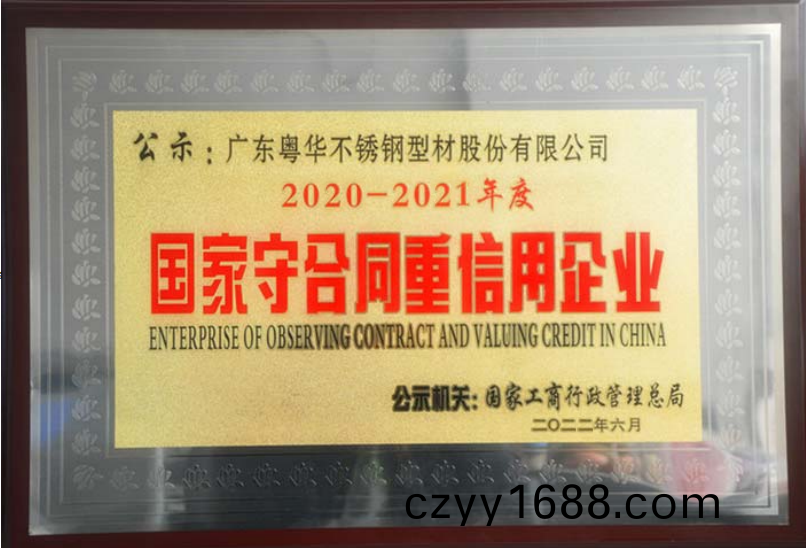 公示：广东粤华不锈钢型材股份有限公司
2020-2021年度
国家守合同重信用企业
ENTERPRISE OF OBSERVING CONTRACT AND VALUING CREDIT IN CHINA
公示机关：国家工商行政管理总局
二〇二二年六月
czyy1688.com